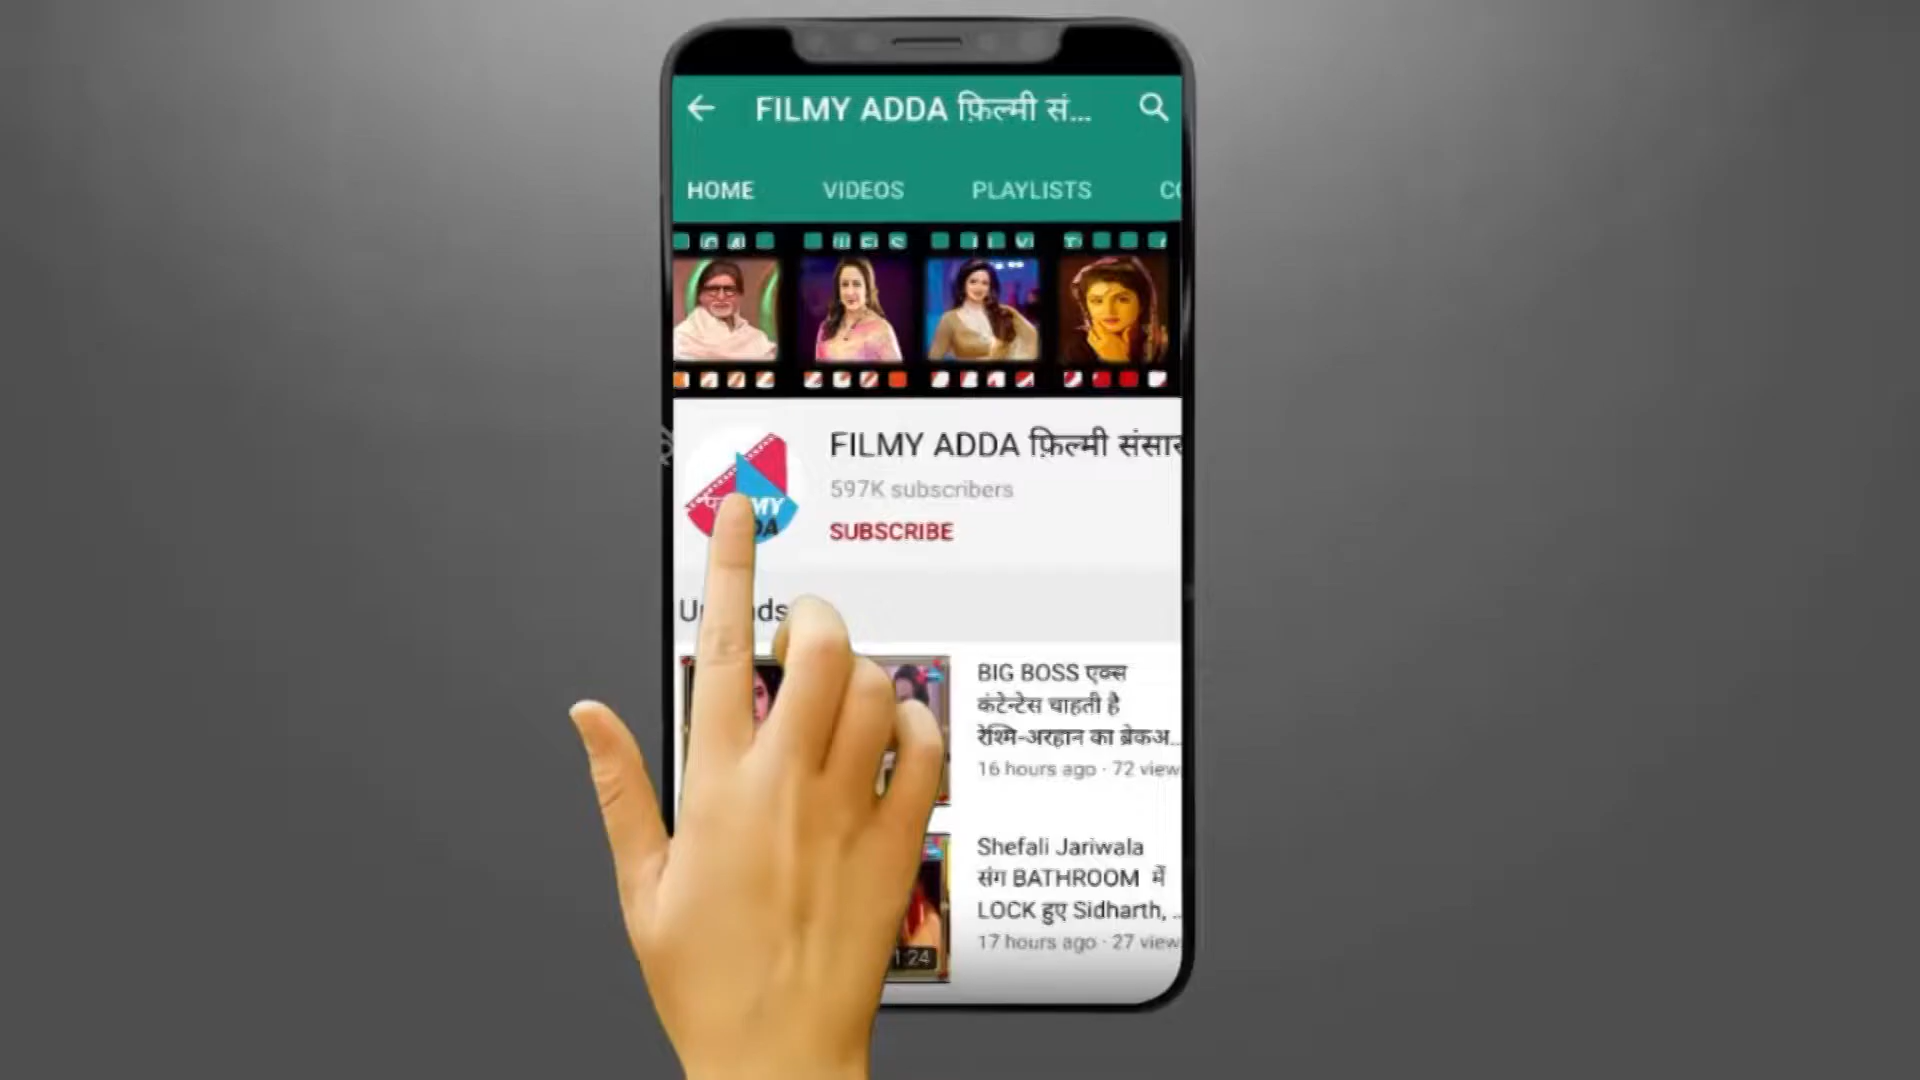 FILMY ADDA फ़िल्मी सं...
HOME VIDEOS PLAYLISTS
FILMY ADDA फ़िल्मी संसार
597K subscribers
SUBSCRIBE
BIG BOSS एक्स
कंटेन्टेस चाहती है
रेश्मि-अरहान का ब्रेकअ...
16 hours ago · 72 view
Shefali Jariwala
संग BATHROOM में
LOCK हुए Sidharth, ...
17 hours ago · 27 view
1:24